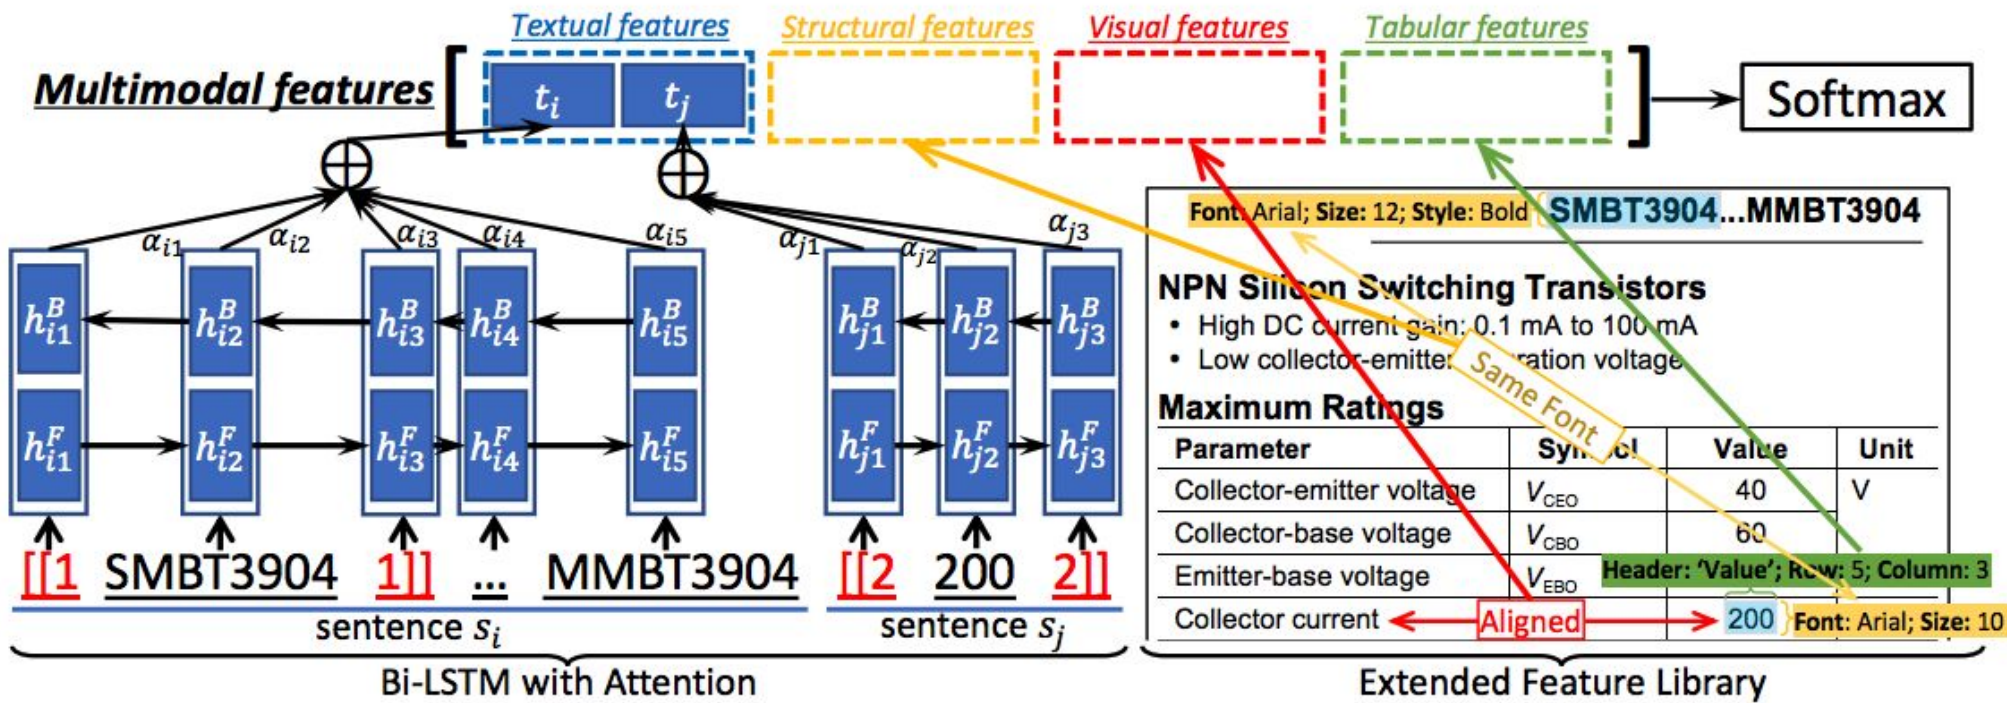 Textual features Structural features Visual features Tabular features
Multimodal features [ t_i t_j ] Softmax
α_i1 α_i2 α_i3 α_i4 α_i5 α_j1 α_j2 α_j3
h^B_i1 h^B_i2 h^B_i3 h^B_i4 h^B_i5 h^B_j1 h^B_j2 h^B_j3
h^F_i1 h^F_i2 h^F_i3 h^F_i4 h^F_i5 h^F_j1 h^F_j2 h^F_j3
[[1 SMBT3904 1]] ... MMBT3904 [[2 200 2]]
sentence s_i sentence s_j
Bi-LSTM with Attention
Font: Arial; Size: 12; Style: Bold SMBT3904...MMBT3904
NPN Silicon Switching Transistors
• High DC current gain: 0.1 mA to 100 mA
• Low collector-emitter voltage
Same Font
Maximum Ratings
Parameter Symbol Value Unit
Collector-emitter voltage V_CEO 40 V
Collector-base voltage V_CBO 60
Emitter-base voltage V_EBO Header: ‘Value’; Row: 5; Column: 3
Collector current Aligned 200 Font: Arial; Size: 10
Extended Feature Library